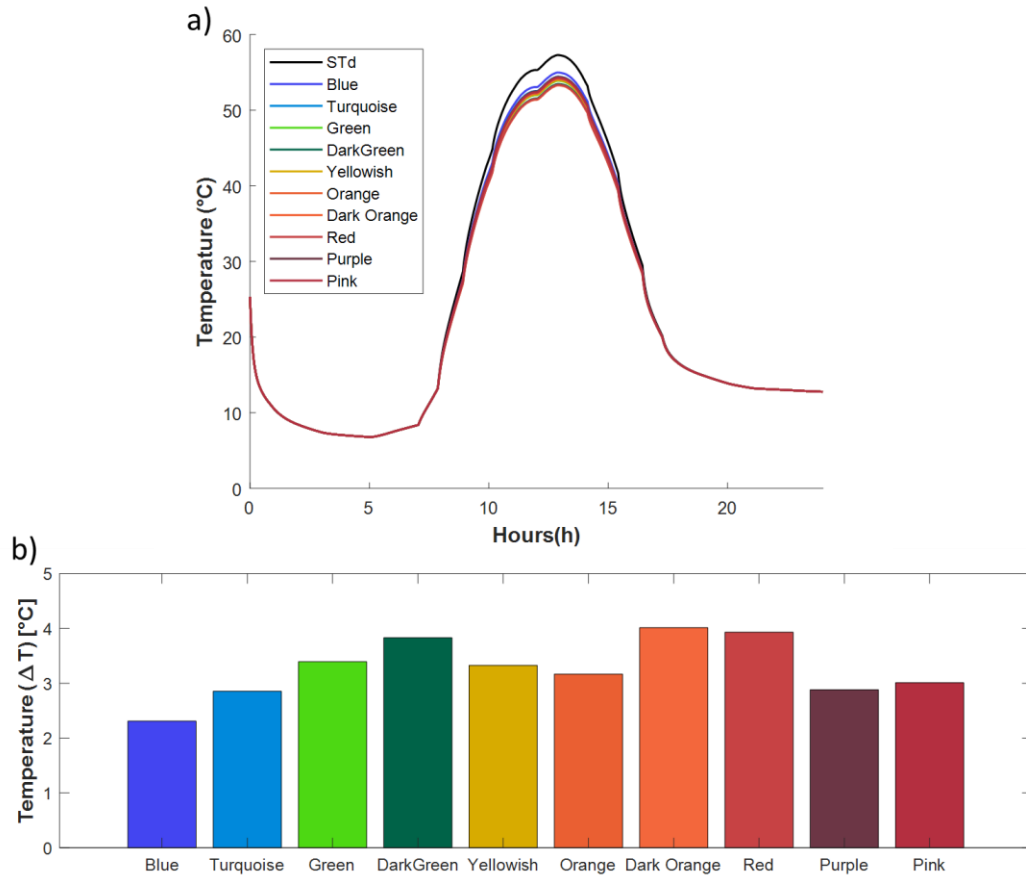 a)
60
50
40
30
20
10
0
Temperature (°C)
STd
Blue
Turquoise
Green
DarkGreen
Yellowish
Orange
Dark Orange
Red
Purple
Pink
0 5 10 15 20
Hours(h)
b)
5
4
3
2
1
0
Temperature (Δ T) [°C]
Blue Turquoise Green DarkGreen Yellowish Orange Dark Orange Red Purple Pink